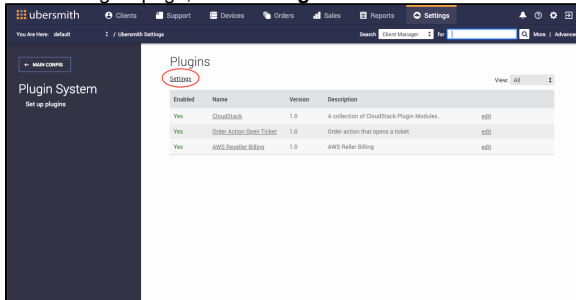 ubersmith Clients Support Devices Orders Sales Reports Settings
You Are Here: default / Ubersmith Settings Search Client Manager for More | Advanced
← MAIN CONFIG
Plugin System
Set up plugins
Plugins
Settings
View: All
Enabled Name Version Description
Yes CloudStack 1.0 A collection of CloudStack Plugin Modules. edit
Yes Order Action Open Ticket 1.0 Order action that opens a ticket. edit
Yes AWS Reseller Billing 1.0 AWS Reller Billing edit